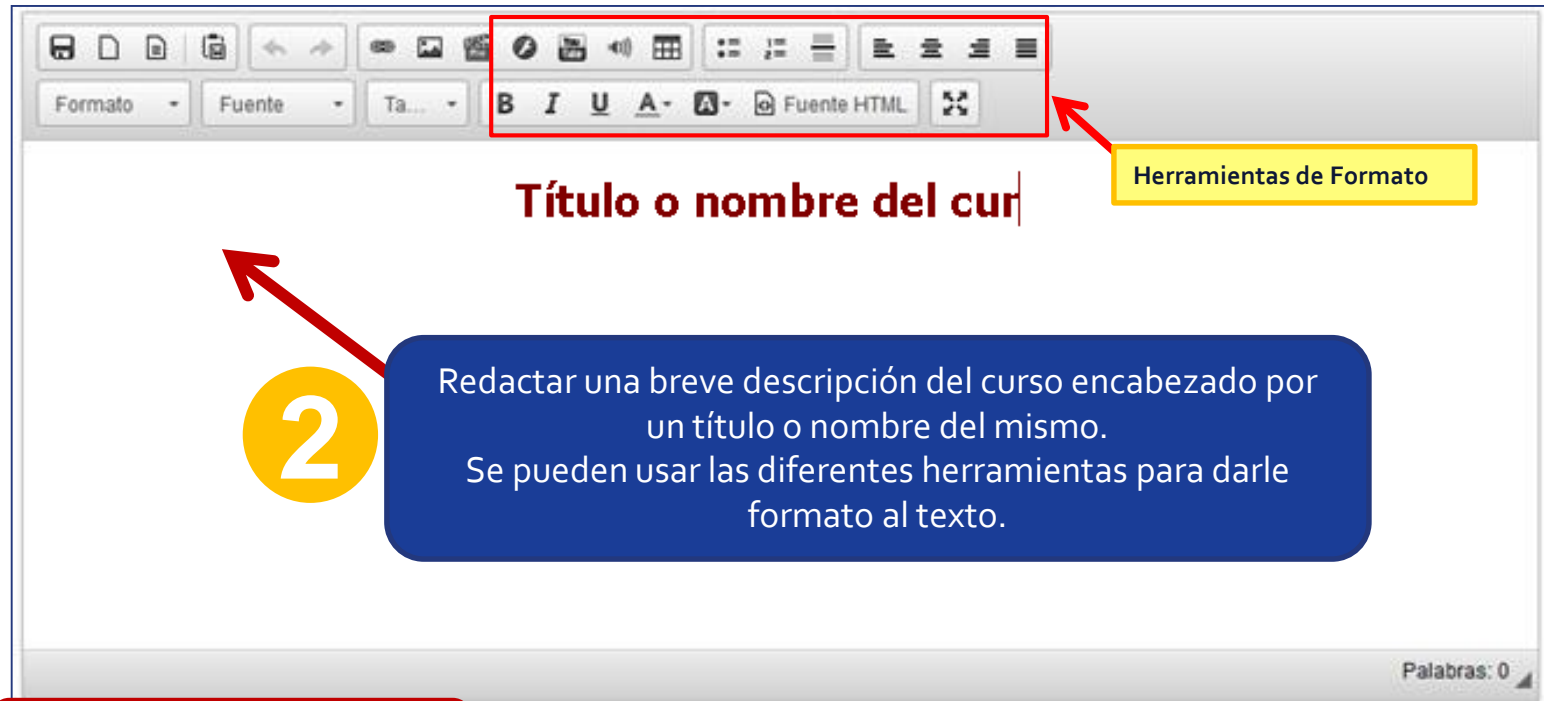 Formato Fuente Ta... B I U A A Fuente HTML
Herramientas de Formato
Título o nombre del cur
2
Redactar una breve descripción del curso encabezado por
un título o nombre del mismo.
Se pueden usar las diferentes herramientas para darle
formato al texto.
Palabras: 0